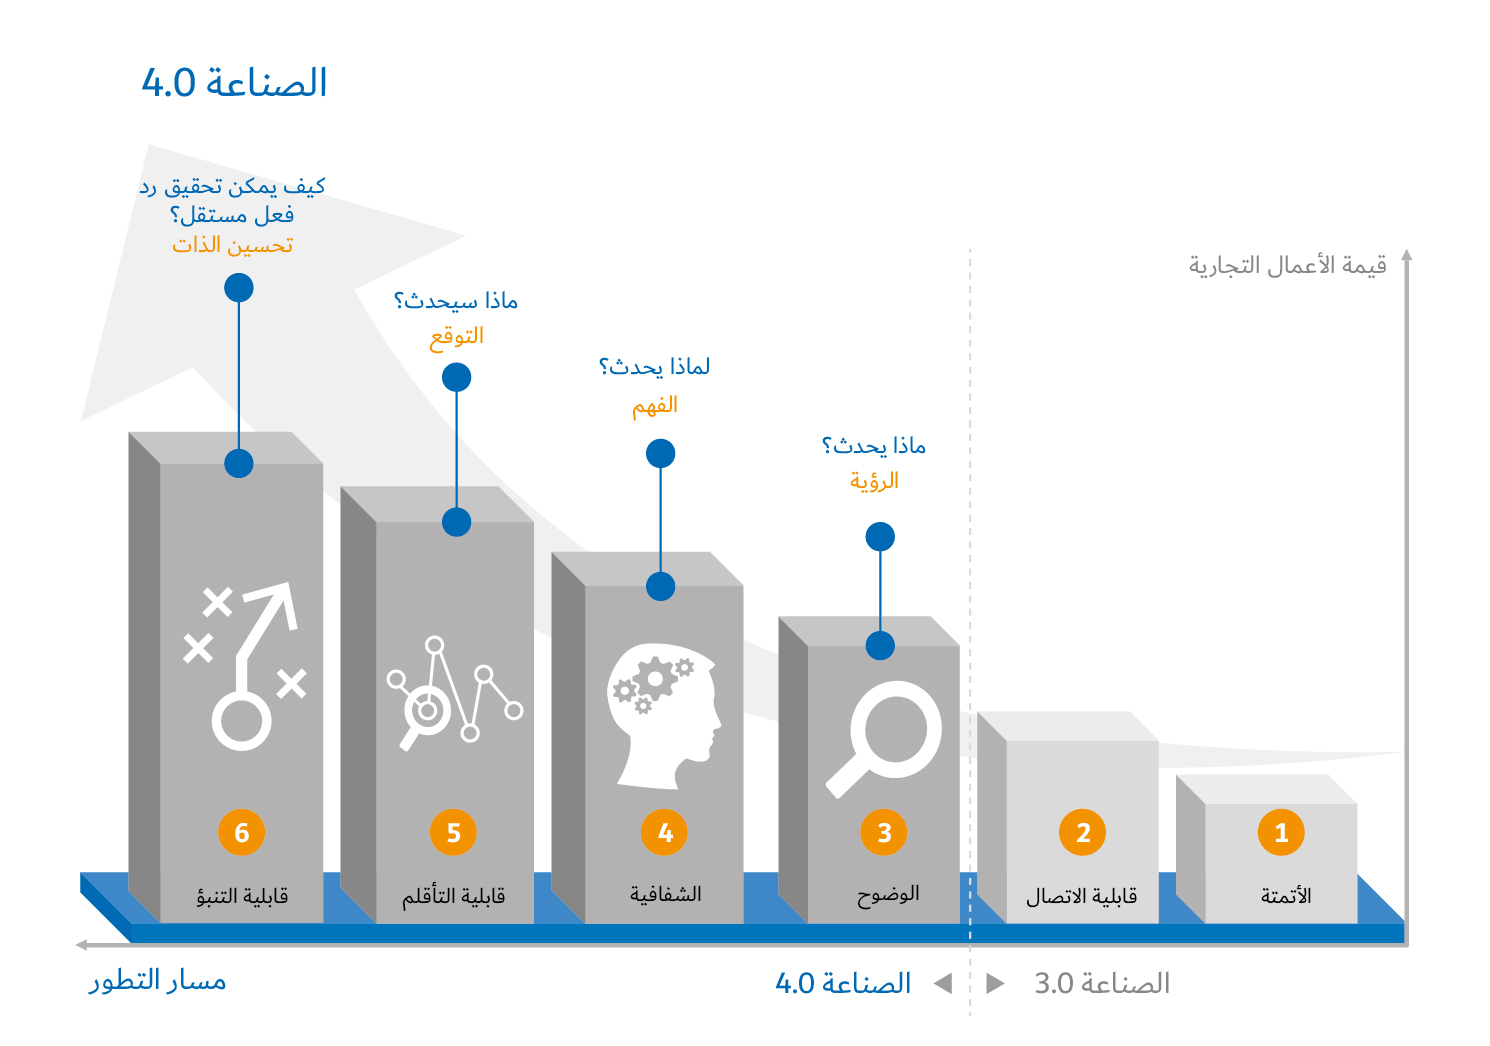 الصناعة 4.0
قيمة الأعمال التجارية
ماذا يحدث؟
الرؤية
لماذا يحدث؟
الفهم
ماذا سيحدث؟
التوقع
كيف يمكن تحقيق رد
فعل مستقل؟
تحسين الذات
1
الأتمتة
2
قابلية الاتصال
3
الوضوح
4
الشفافية
5
قابلية التأقلم
6
قابلية التنبؤ
الصناعة 3.0
الصناعة 4.0
مسار التطور